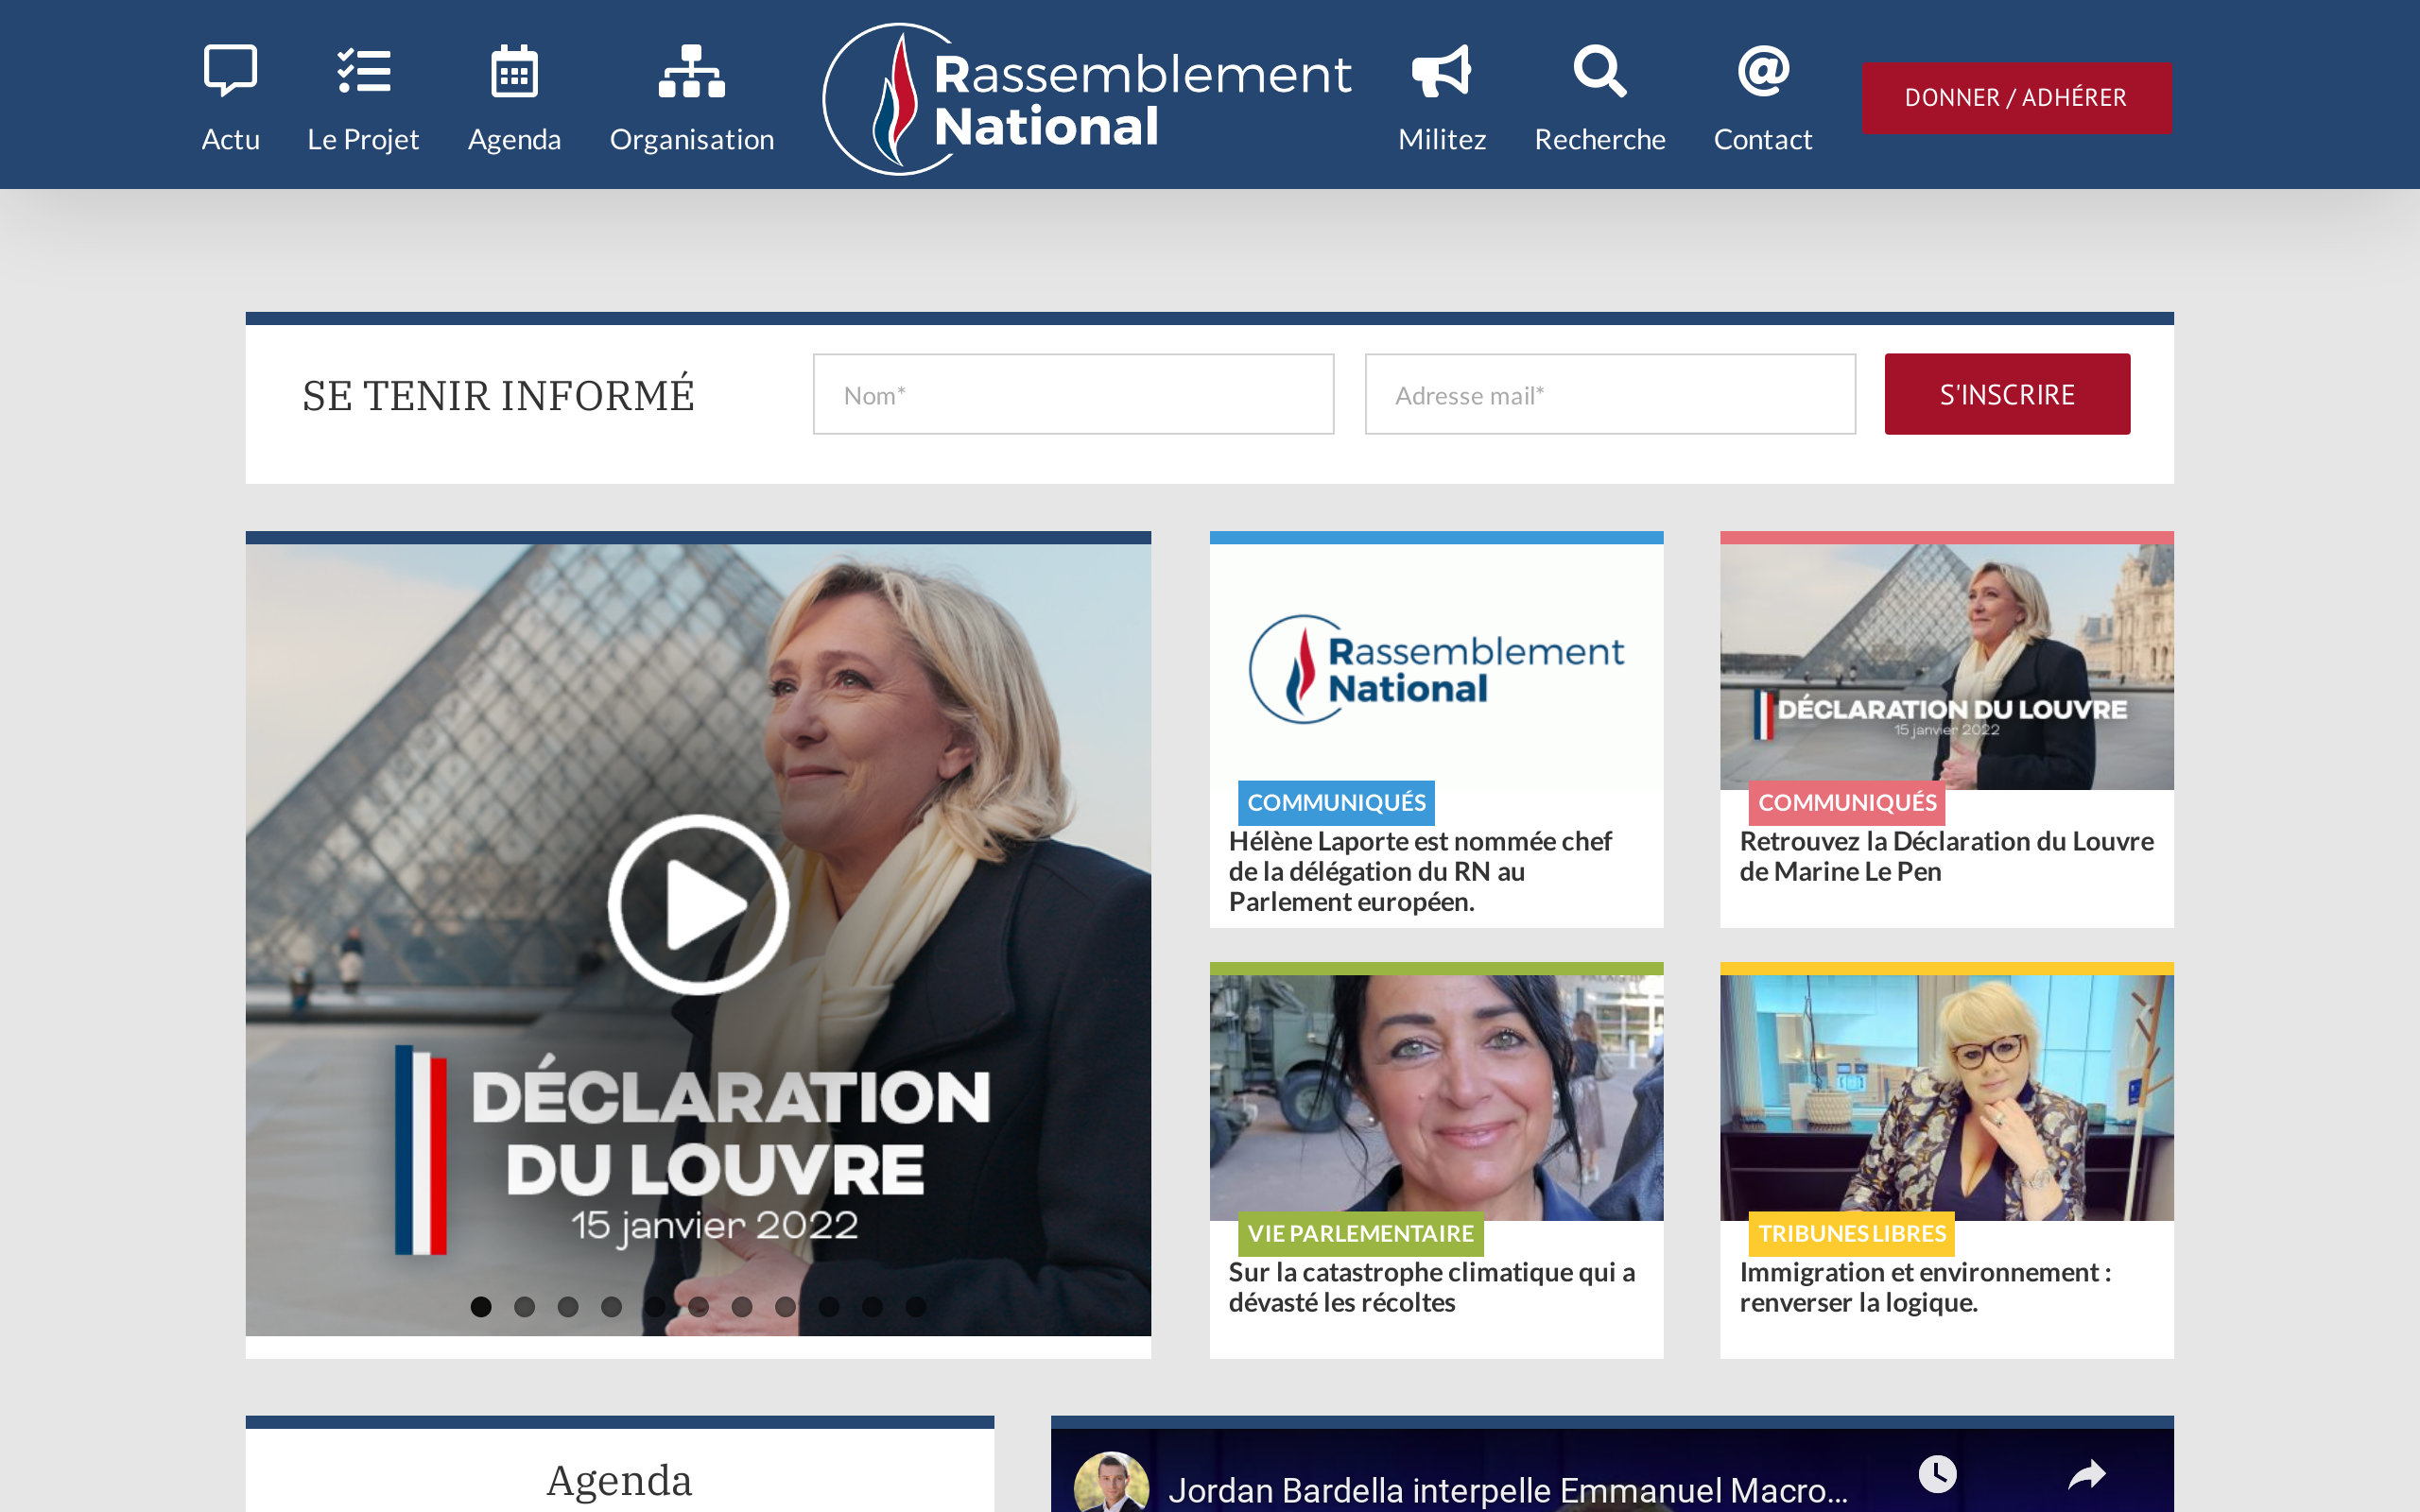 Actu
Le Projet
Agenda
Organisation
Rassemblement
National
Militez
Recherche
Contact
DONNER / ADHÉRER
SE TENIR INFORMÉ
Nom*
Adresse mail*
S'INSCRIRE
DÉCLARATION
DU LOUVRE
15 janvier 2022
Rassemblement
National
COMMUNIQUÉS
Hélène Laporte est nommée chef
de la délégation du RN au
Parlement européen.
DÉCLARATION DU LOUVRE
15 janvier 2022
COMMUNIQUÉS
Retrouvez la Déclaration du Louvre
de Marine Le Pen
VIE PARLEMENTAIRE
Sur la catastrophe climatique qui a
dévasté les récoltes
TRIBUNES LIBRES
Immigration et environnement :
renverser la logique.
Agenda
Jordan Bardella interpelle Emmanuel Macro...